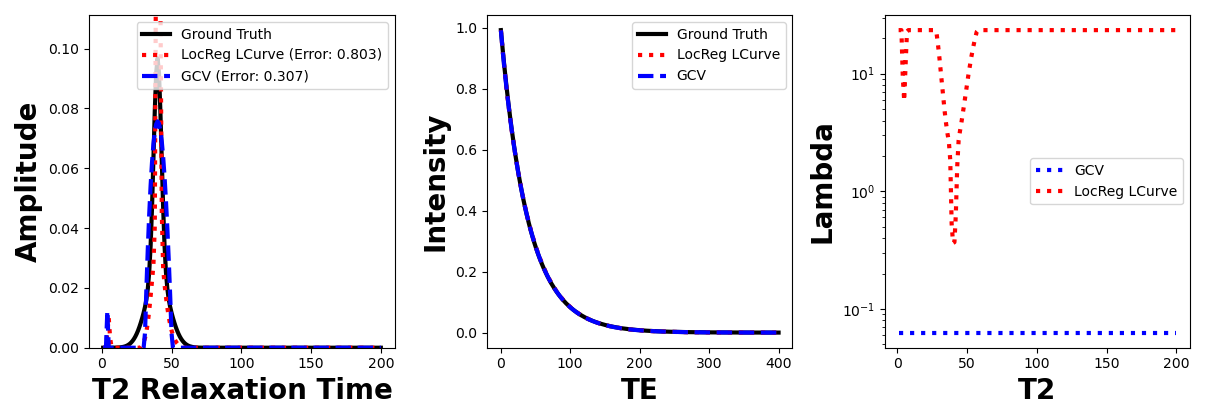 Ground Truth
LocReg LCurve (Error: 0.803)
GCV (Error: 0.307)
0.10
0.08
0.06
0.04
0.02
0.00
0
50
100
150
200
Amplitude
T2 Relaxation Time
Ground Truth
LocReg LCurve
GCV
1.0
0.8
0.6
0.4
0.2
0.0
0
100
200
300
400
Intensity
TE
GCV
LocReg LCurve
10¹
10⁰
10⁻¹
0
50
100
150
200
Lambda
T2